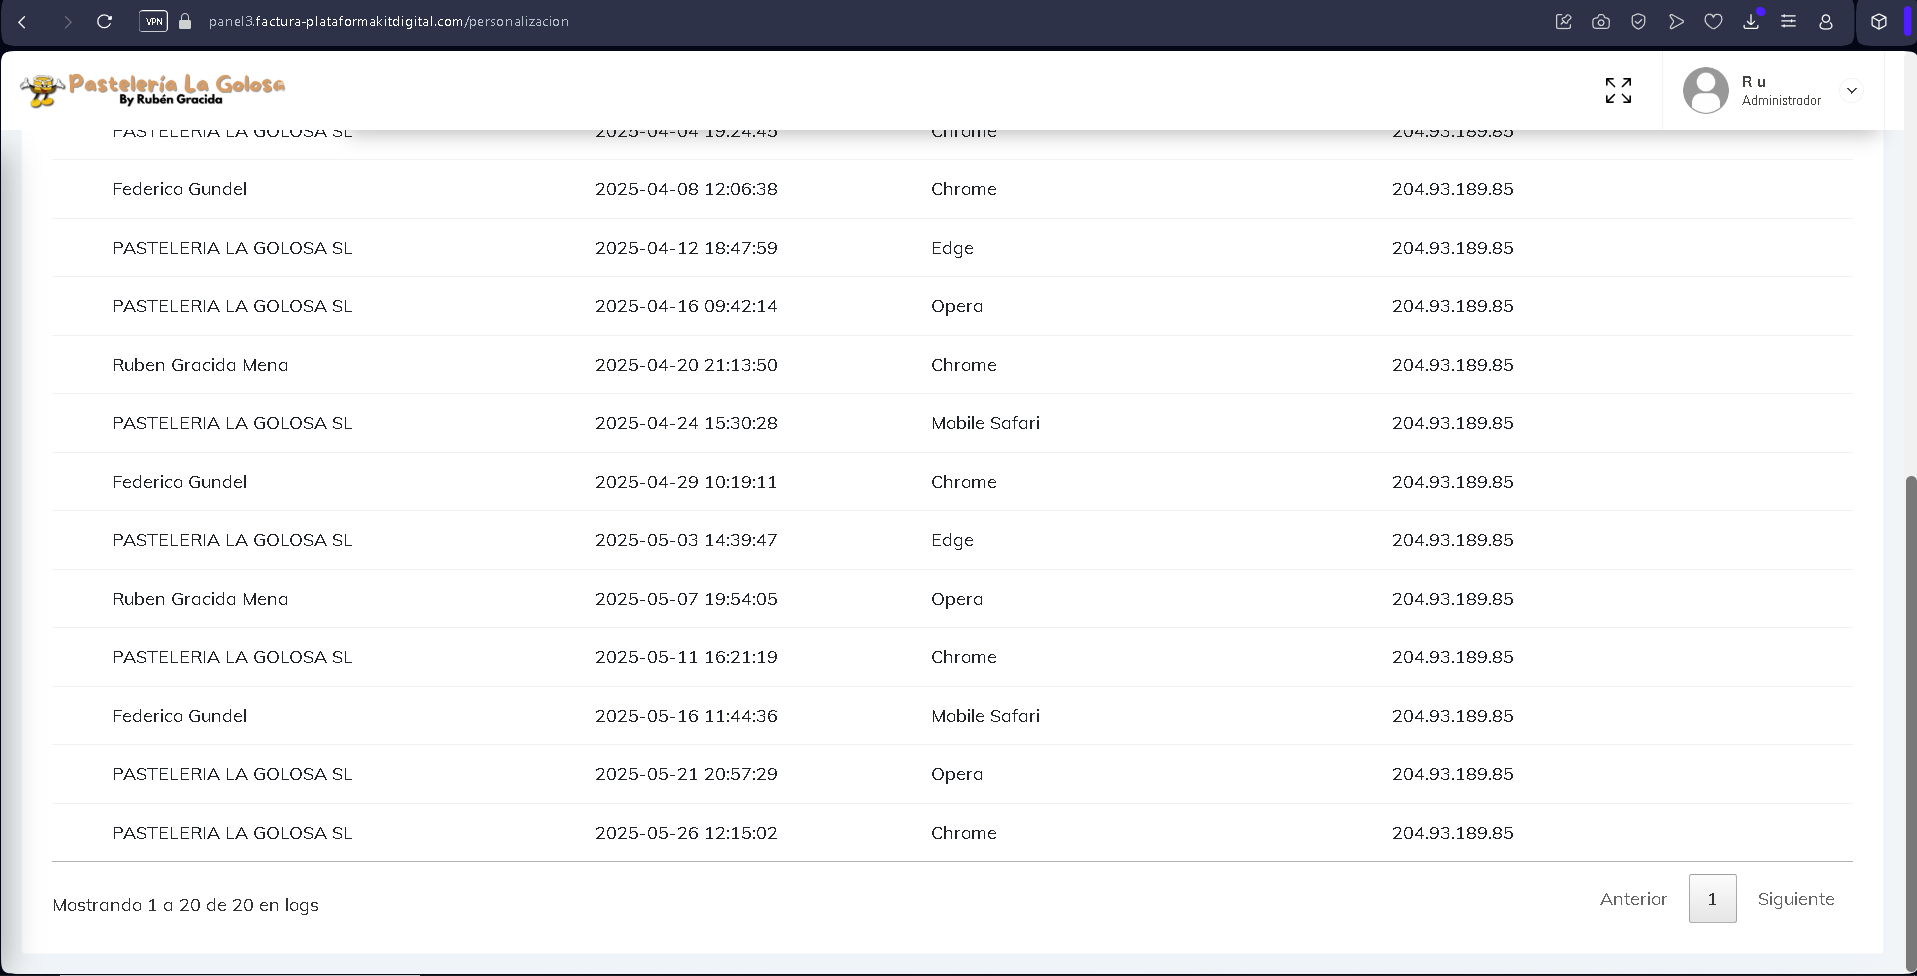 VPN panel3.factura-plataformakitdigital.com/personalizacion
Pastelería La Golosa
By Rubén Gracida
R u
Administrador
PASTELERIA LA GOLOSA SL 2025-04-04 19:24:45 Chrome 204.93.189.85
Federico Gundel 2025-04-08 12:06:38 Chrome 204.93.189.85
PASTELERIA LA GOLOSA SL 2025-04-12 18:47:59 Edge 204.93.189.85
PASTELERIA LA GOLOSA SL 2025-04-16 09:42:14 Opera 204.93.189.85
Ruben Gracida Mena 2025-04-20 21:13:50 Chrome 204.93.189.85
PASTELERIA LA GOLOSA SL 2025-04-24 15:30:28 Mobile Safari 204.93.189.85
Federico Gundel 2025-04-29 10:19:11 Chrome 204.93.189.85
PASTELERIA LA GOLOSA SL 2025-05-03 14:39:47 Edge 204.93.189.85
Ruben Gracida Mena 2025-05-07 19:54:05 Opera 204.93.189.85
PASTELERIA LA GOLOSA SL 2025-05-11 16:21:19 Chrome 204.93.189.85
Federico Gundel 2025-05-16 11:44:36 Mobile Safari 204.93.189.85
PASTELERIA LA GOLOSA SL 2025-05-21 20:57:29 Opera 204.93.189.85
PASTELERIA LA GOLOSA SL 2025-05-26 12:15:02 Chrome 204.93.189.85
Mostrando 1 a 20 de 20 en logs
Anterior 1 Siguiente